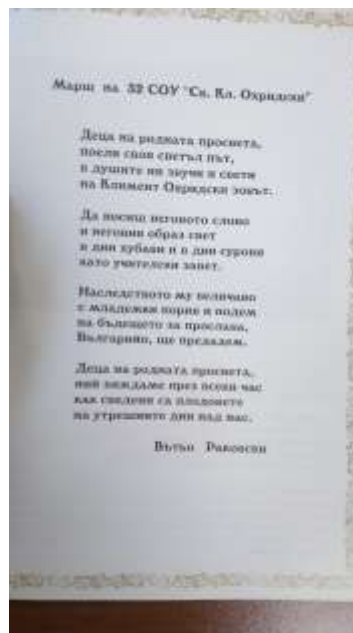 Марш на 32 СОУ "Св. Кл. Охридски"
Деца на родната просвета,
поели своя светъл път,
в душите ни звучи и свети
на Климент Охридски зовът.
Да носиш неговото слово
и неговия образ свет
в дни хубави и в дни сурови
като учителски завет.
Наследството му величаво
с младежки порив и подем
на бъдещето за прослава,
Българийо, ще предадем.
Деца на родната просвета,
ний виждаме през всеки час
как сведени са плодовете
на утрешните дни над нас.
Вътьо Раковски